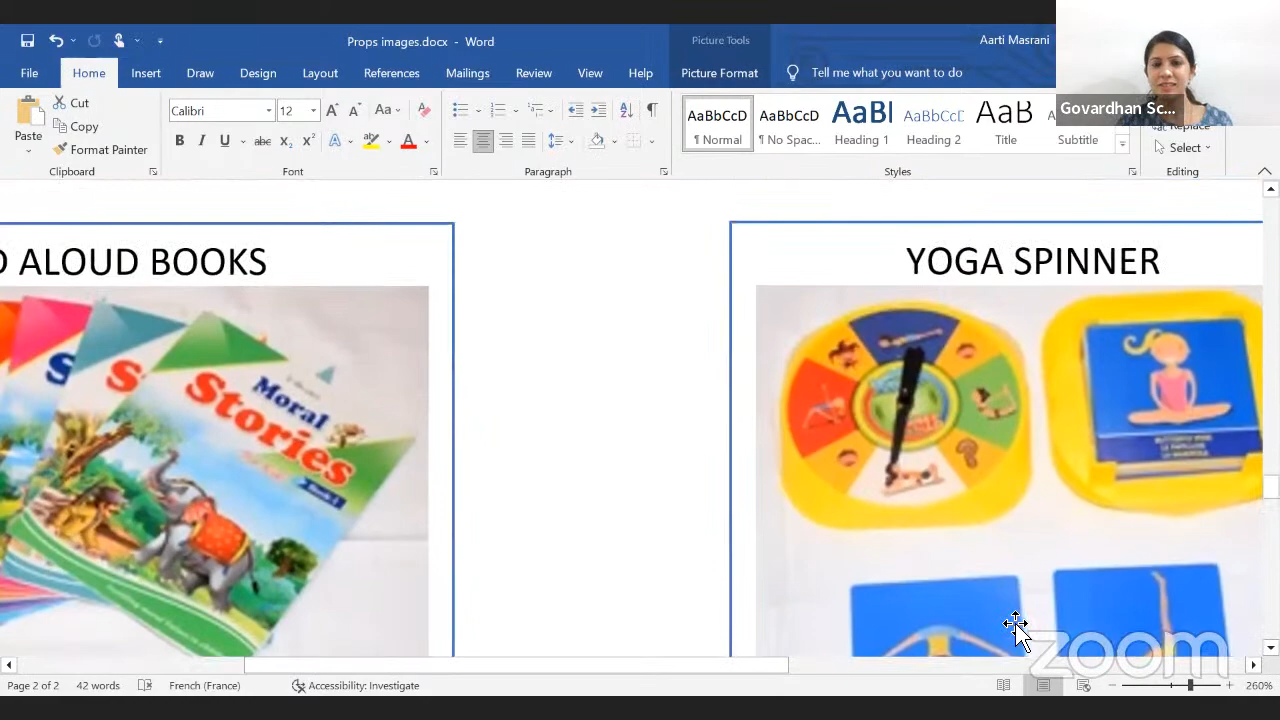 Props images.docx - Word
Picture Tools
Aarti Masrani
File
Home
Insert
Draw
Design
Layout
References
Mailings
Review
View
Help
Picture Format
Tell me what you want to do
Govardhan Sc...
Paste
Cut
Copy
Format Painter
Clipboard
Calibri
12
Font
Paragraph
AaBbCcD
¶ Normal
AaBbCcD
¶ No Spac...
AaBl
Heading 1
AaBbCcD
Heading 2
AaB
Title
Subtitle
Styles
Replace
Select
Editing
D ALOUD BOOKS
YOGA SPINNER
Moral
Stories
Book 1
zoom
Page 2 of 2
42 words
French (France)
Accessibility: Investigate
260%